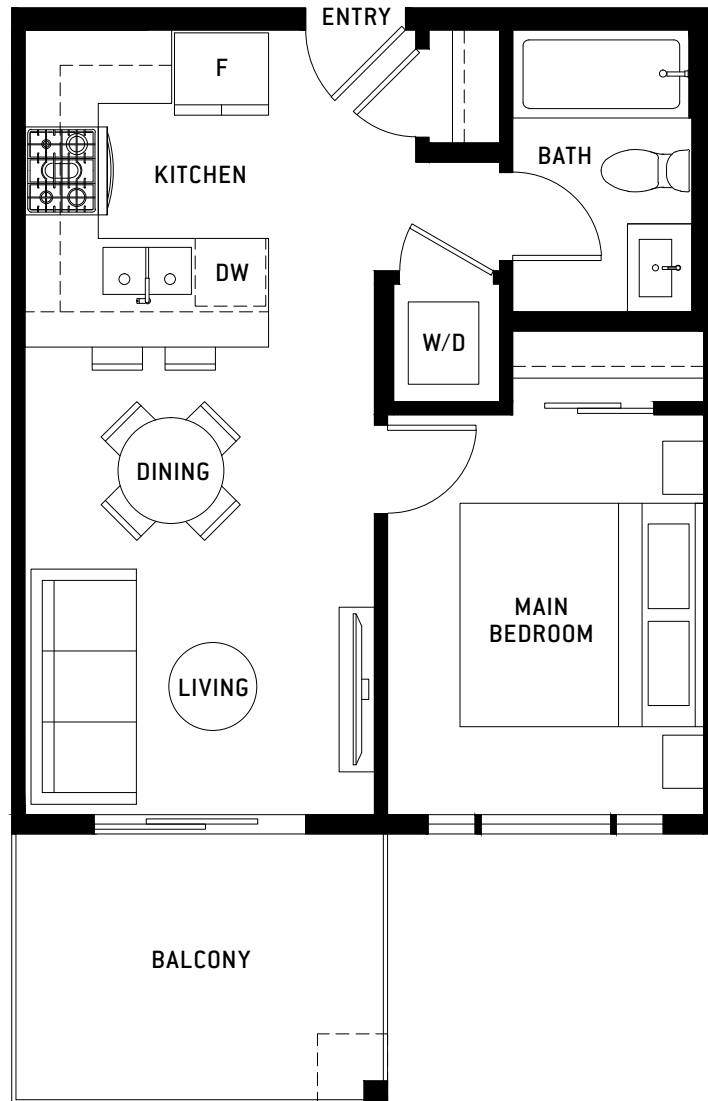 ENTRY
F
BATH
KITCHEN
DW
W/D
DINING
MAIN
BEDROOM
LIVING
BALCONY